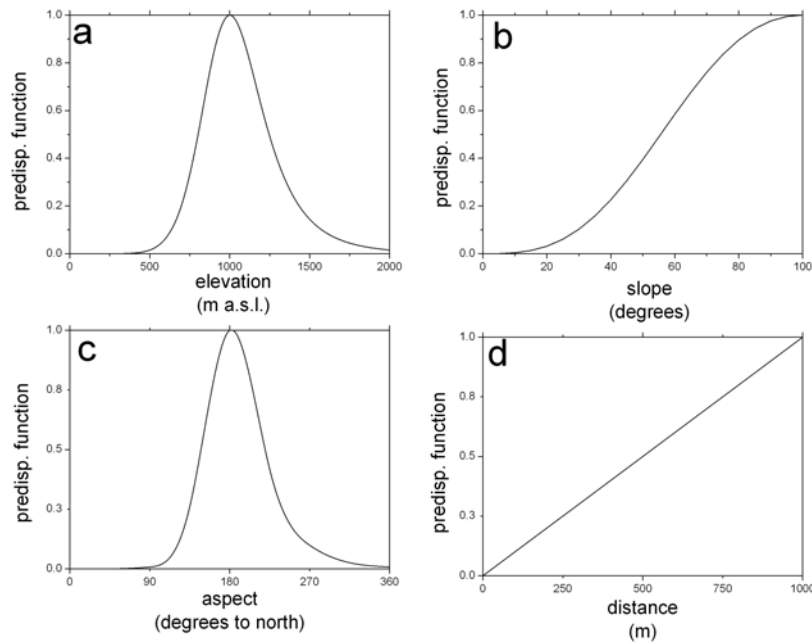 a
predisp. function
1.0
0.8
0.6
0.4
0.2
0.0
0 500 1000 1500 2000
elevation
(m a.s.l.)
b
predisp. function
1.0
0.8
0.6
0.4
0.2
0.0
0 20 40 60 80 100
slope
(degrees)
c
predisp. function
1.0
0.8
0.5
0.3
0.0
0 90 180 270 360
aspect
(degrees to north)
d
predisp. function
1.0
0.8
0.5
0.3
0.0
0 250 500 750 1000
distance
(m)